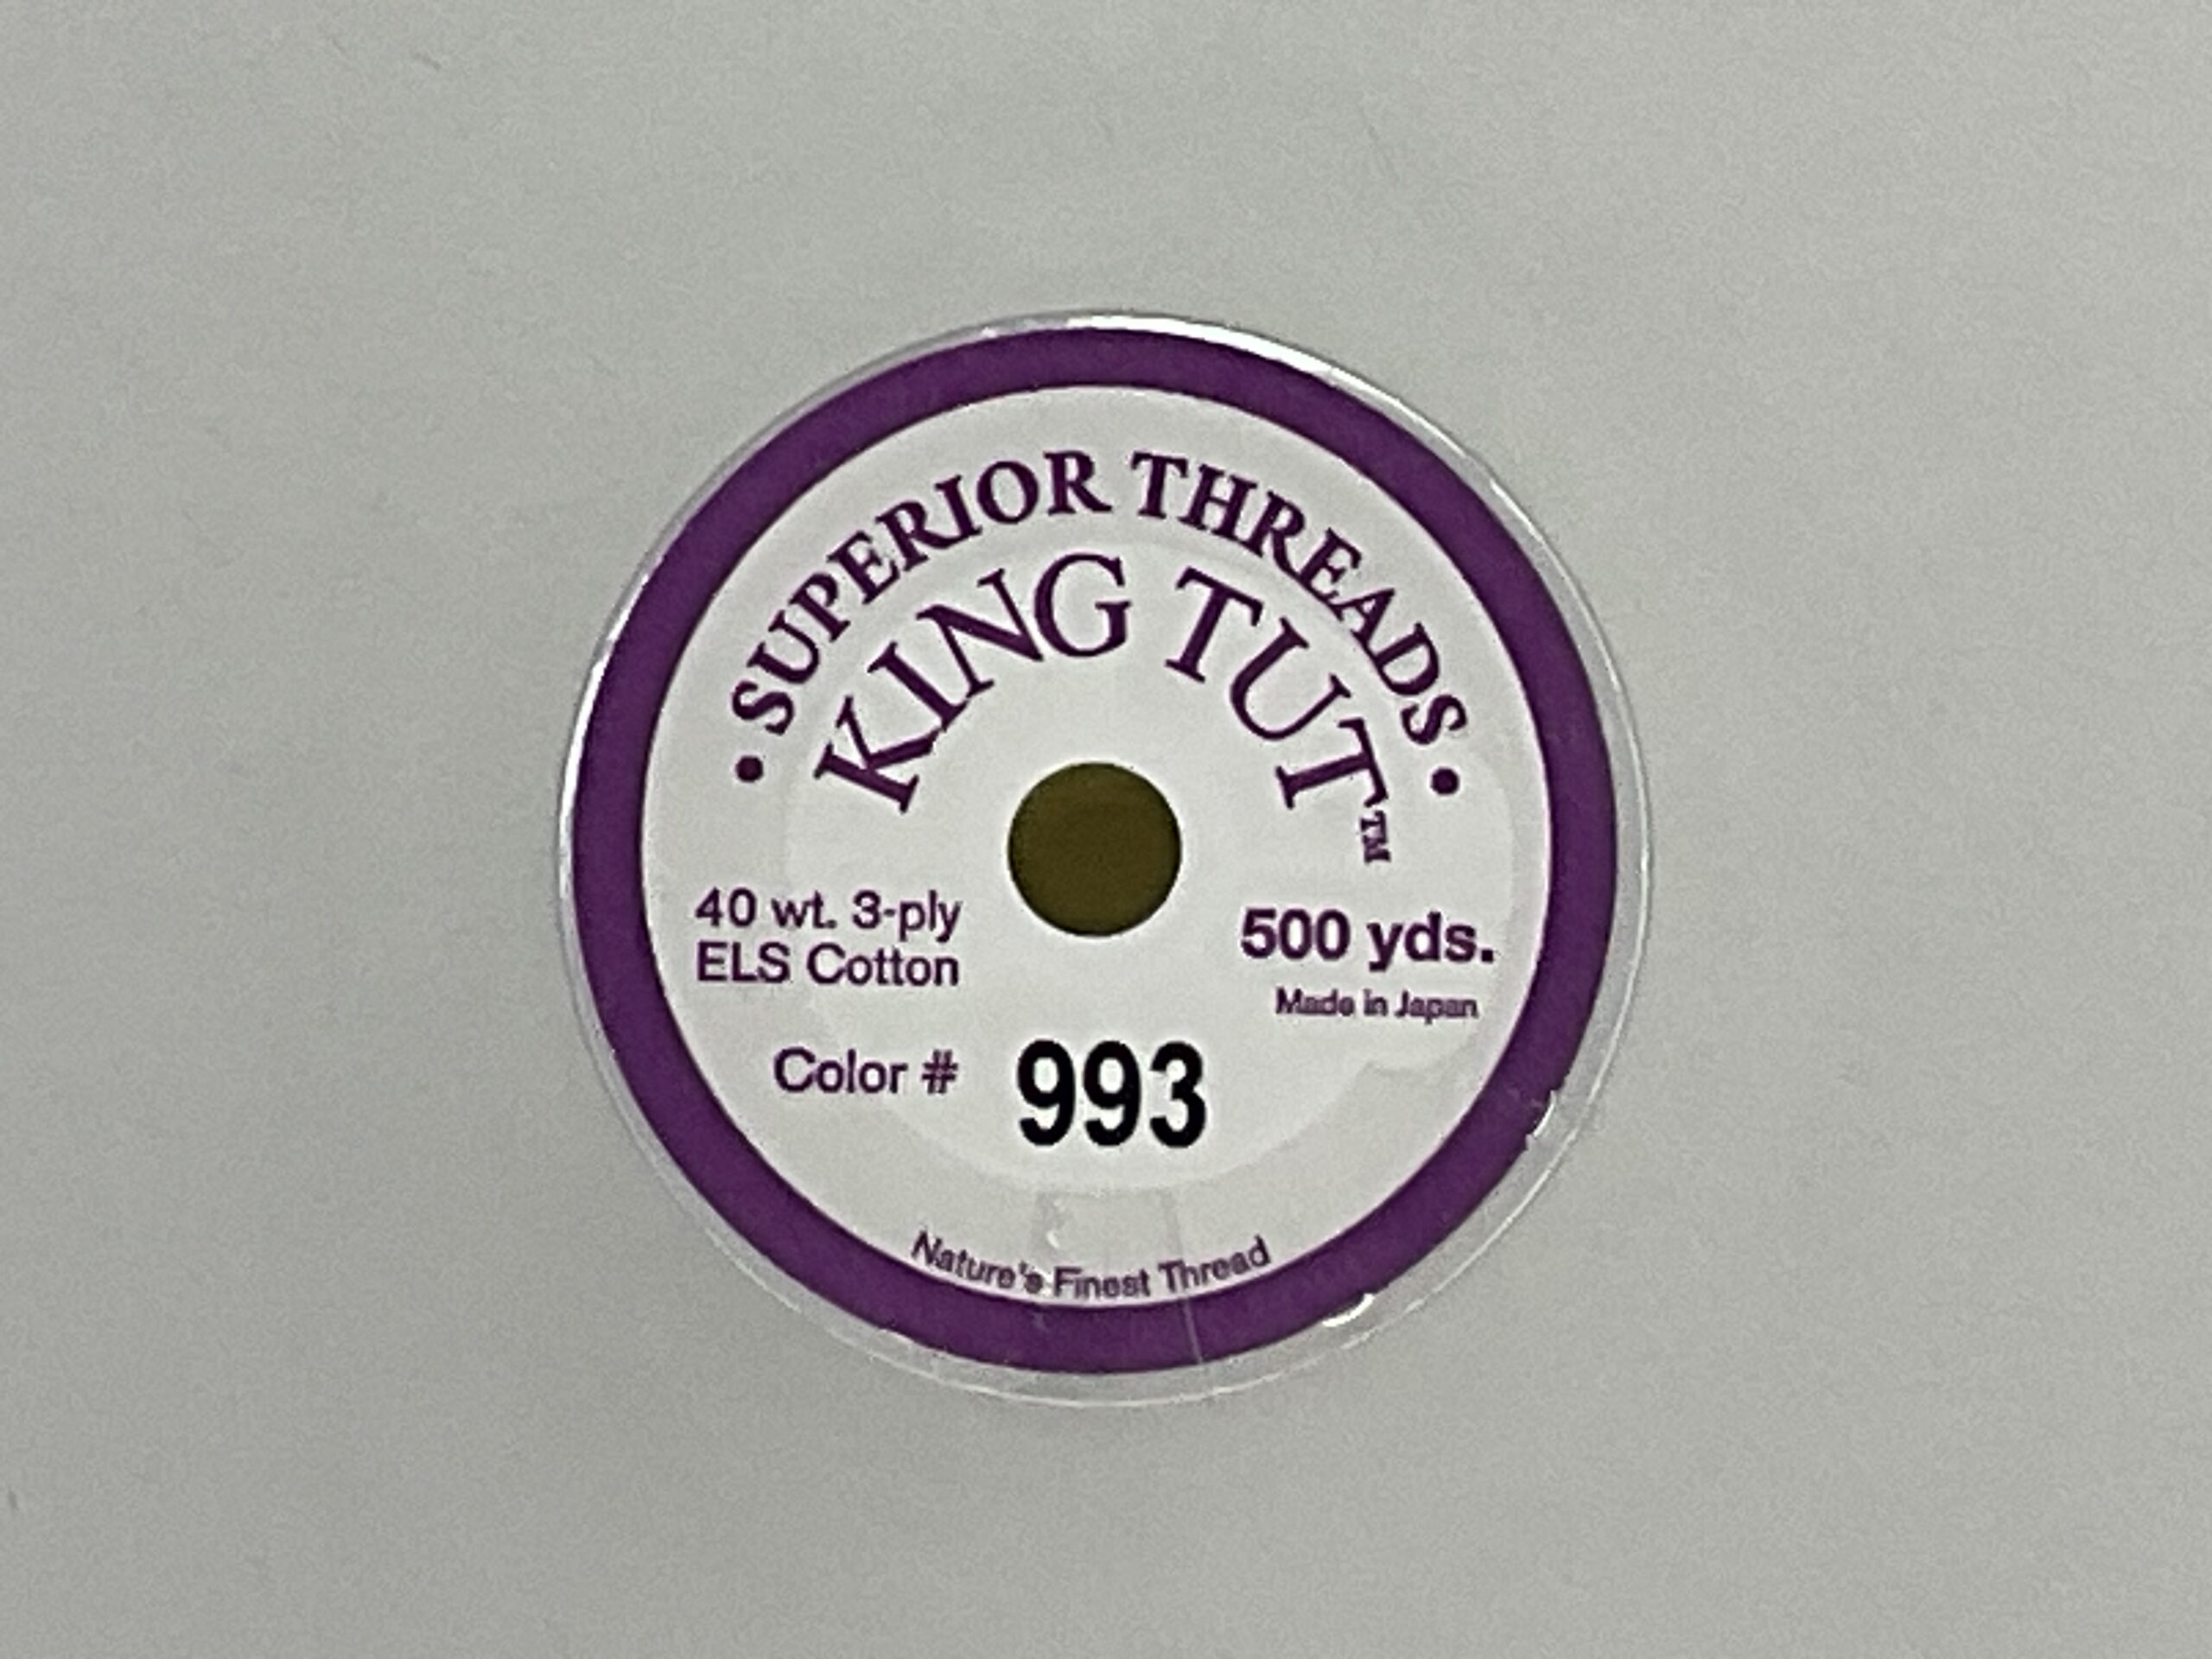 • SUPERIOR THREADS •
KING TUT™
40 wt. 3-ply
ELS Cotton
500 yds.
Made in Japan
Color # 993
Nature's Finest Thread